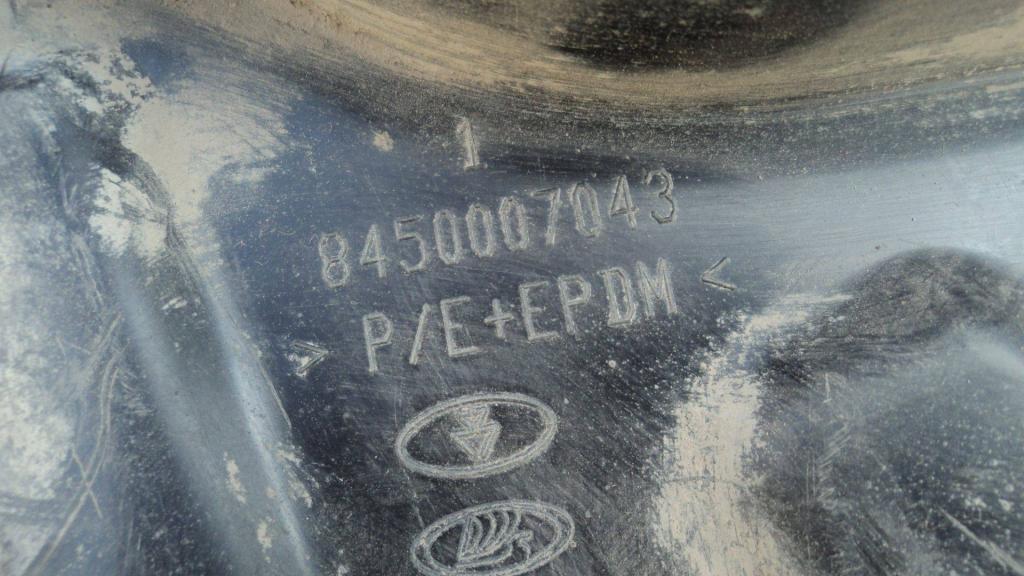 1
8450007043
> P/E+EPDM <